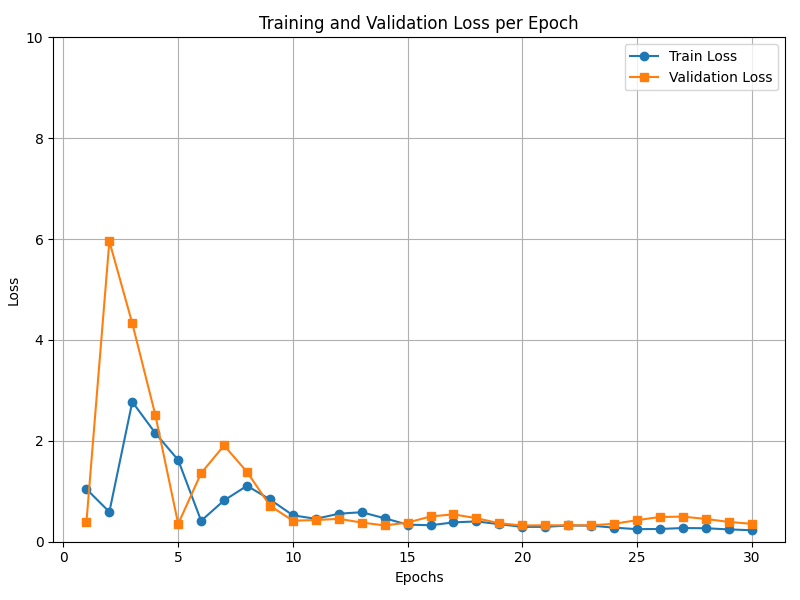 Training and Validation Loss per Epoch
Train Loss
Validation Loss
10
8
6
4
2
0
Loss
0 5 10 15 20 25 30
Epochs